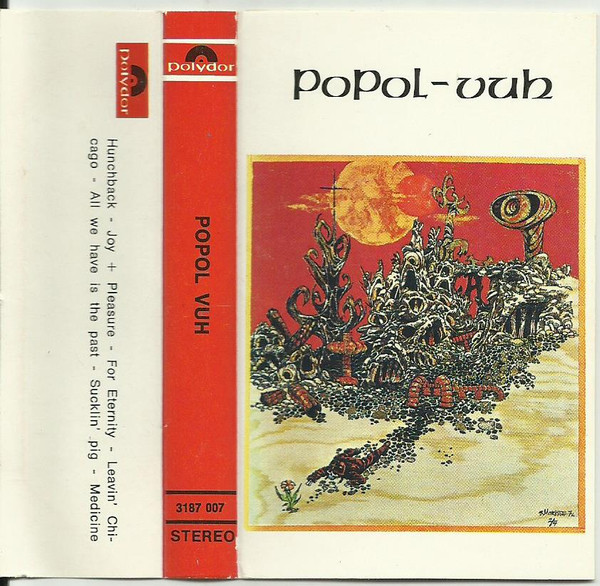 Polydor
Hunchback - Joy + Pleasure - For Eternity - Leavin' Chi-
cago - All we have is the past - Sucklin' pig - Medicine
Polydor
POPOL VUH
3187 007
STEREO
POPOL-VUH